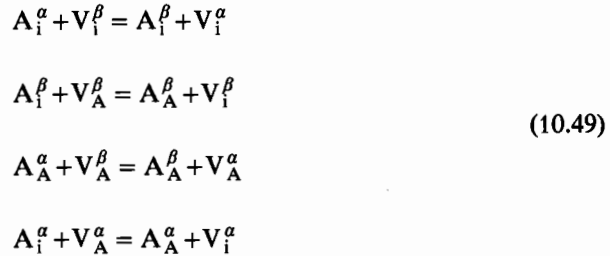 A_i^α + V_i^β = A_i^β + V_i^α
A_i^β + V_A^β = A_A^β + V_i^β
(10.49)
A_A^α + V_A^β = A_A^β + V_A^α
A_i^α + V_A^α = A_A^α + V_i^α